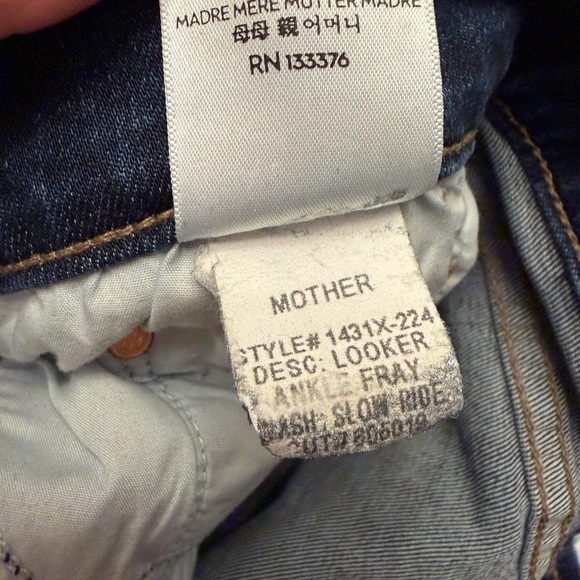 MADRE MERE MUTTER MADRE
母母 親 어머니
RN 133376
MOTHER
STYLE# 1431X-224
DESC: LOOKER
ANKLE FRAY
WASH: SLOW RIDE
CUT#